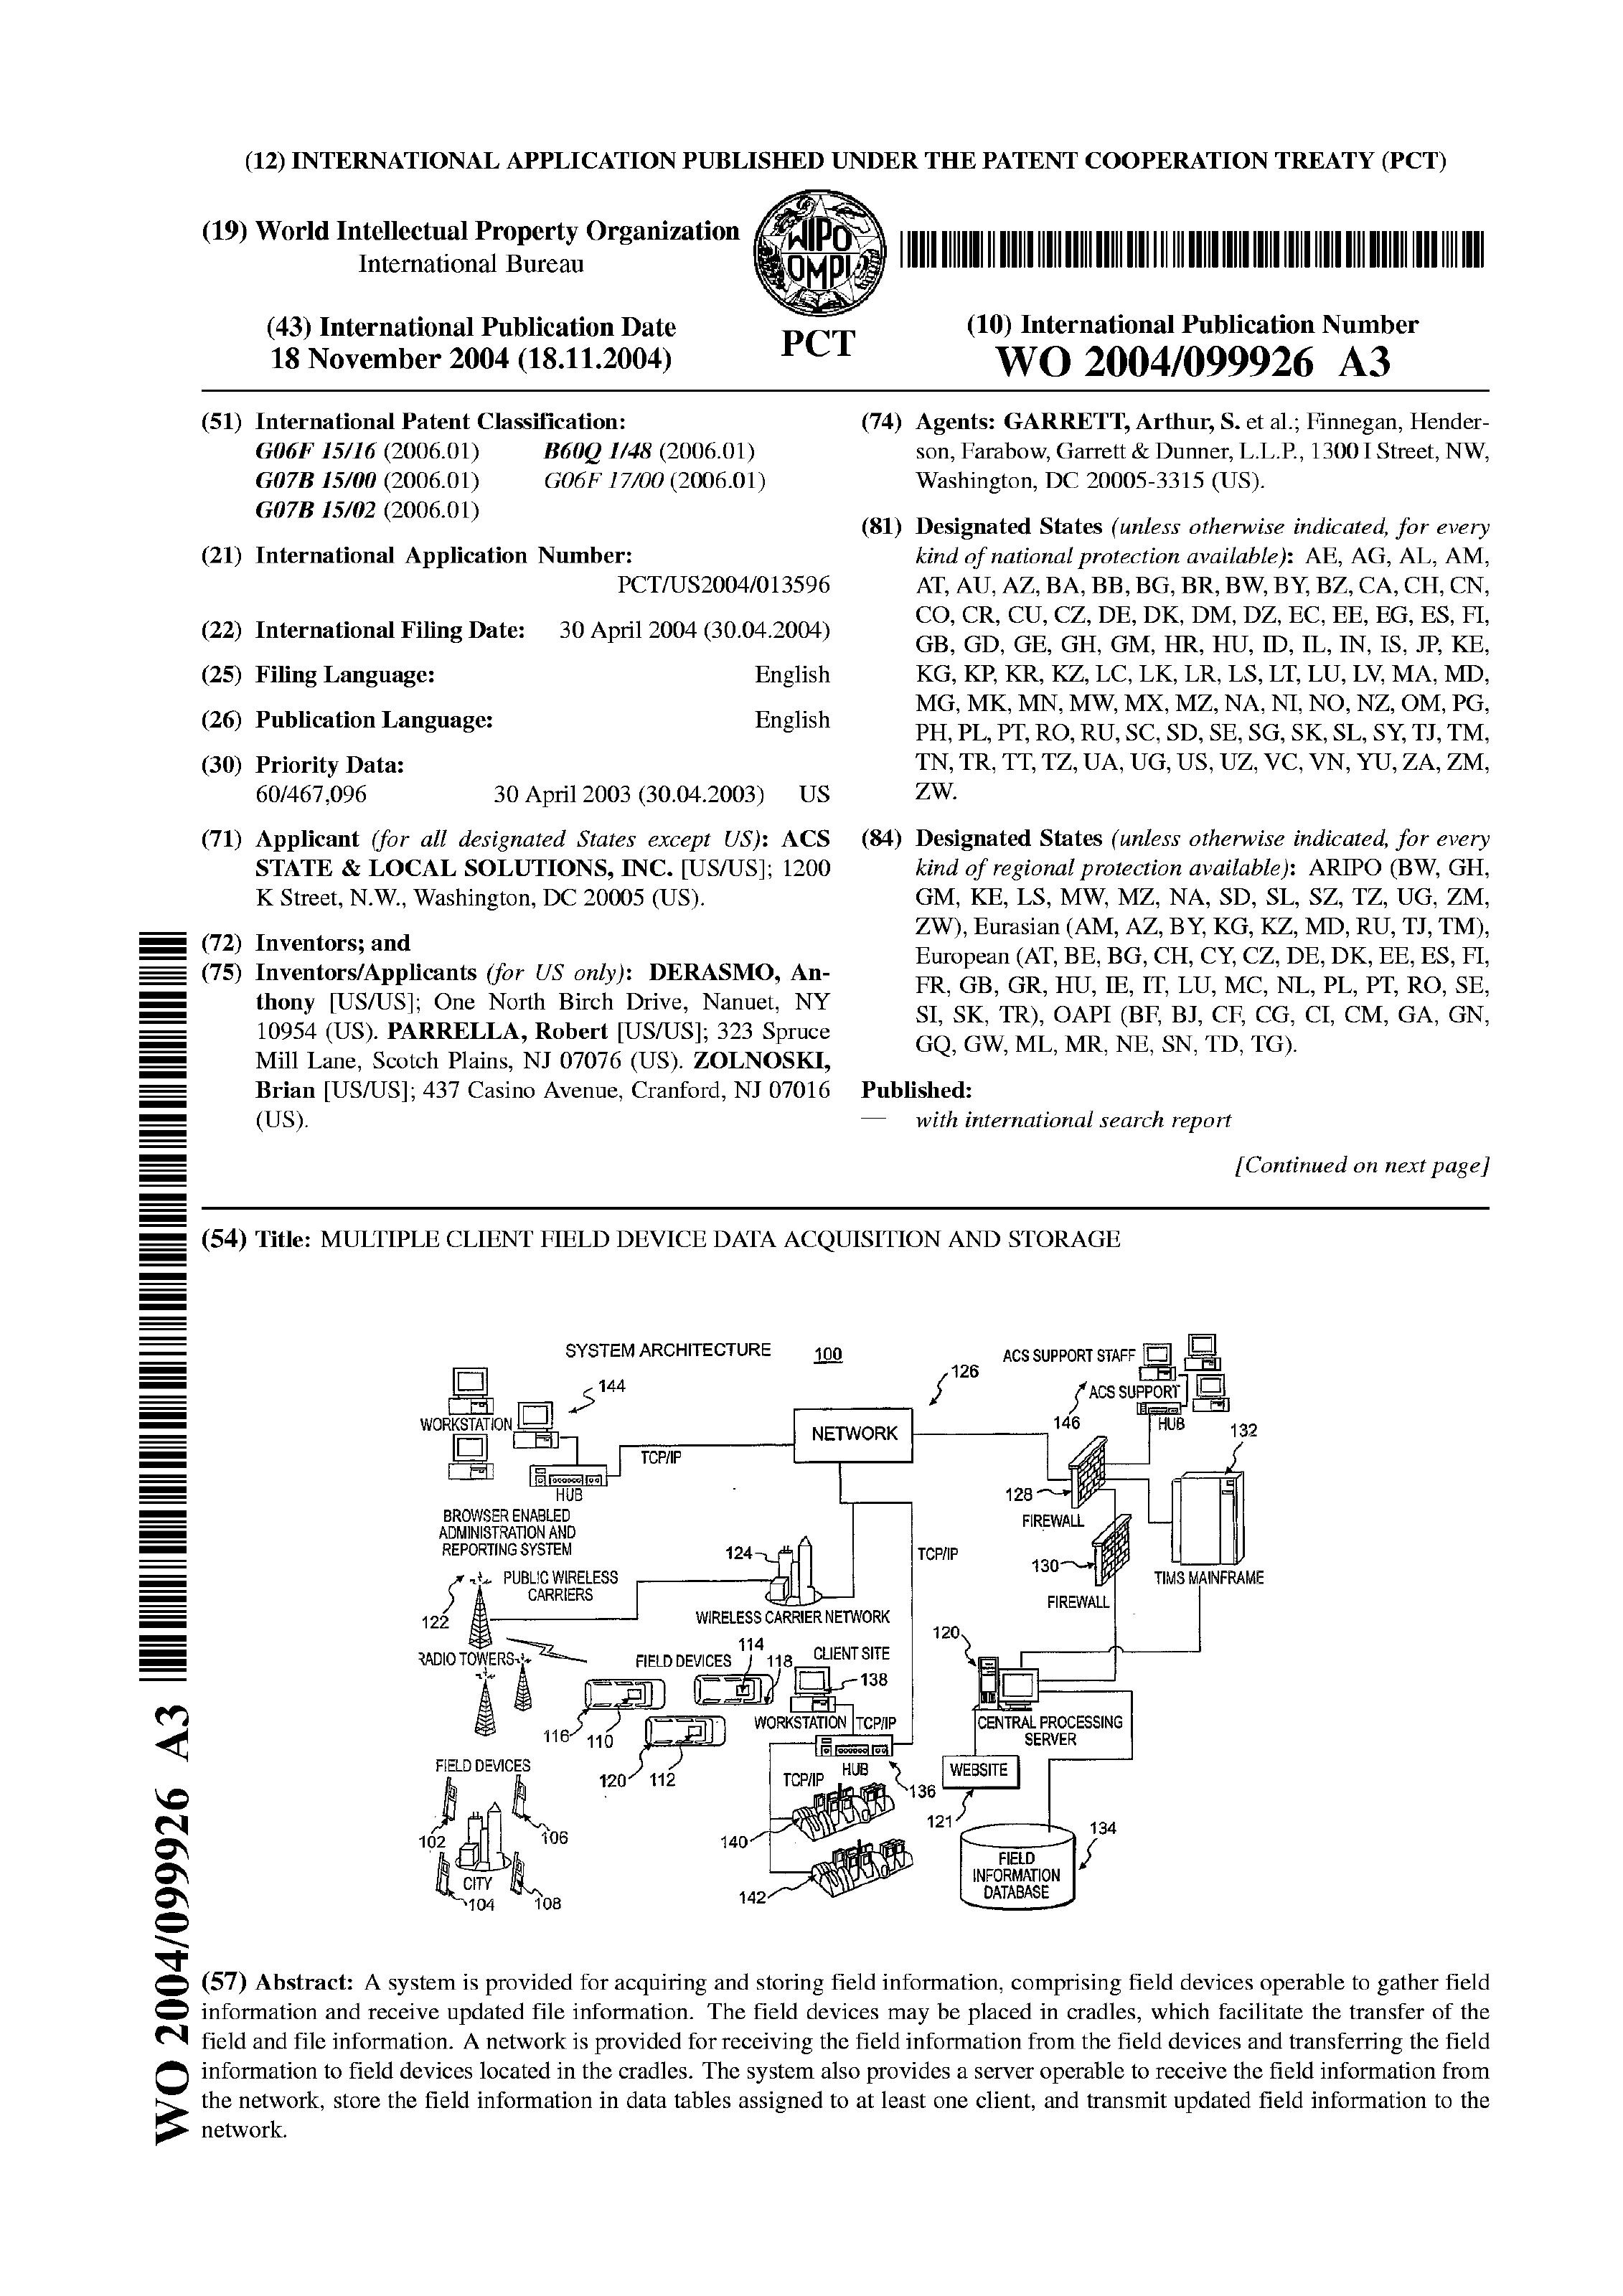 (12) INTERNATIONAL APPLICATION PUBLISHED UNDER THE PATENT COOPERATION TREATY (PCT)
(19) World Intellectual Property Organization
International Bureau
WIPO
OMPI
PCT
(43) International Publication Date
18 November 2004 (18.11.2004)
(10) International Publication Number
WO 2004/099926 A3
(51) International Patent Classification:
G06F 15/16 (2006.01) B60Q 1/48 (2006.01)
G07B 15/00 (2006.01) G06F 17/00 (2006.01)
G07B 15/02 (2006.01)
(21) International Application Number:
PCT/US2004/013596
(22) International Filing Date: 30 April 2004 (30.04.2004)
(25) Filing Language: English
(26) Publication Language: English
(30) Priority Data:
60/467,096 30 April 2003 (30.04.2003) US
(71) Applicant (for all designated States except US): ACS
STATE & LOCAL SOLUTIONS, INC. [US/US]; 1200
K Street, N.W., Washington, DC 20005 (US).
(72) Inventors; and
(75) Inventors/Applicants (for US only): DERASMO, An-
thony [US/US]; One North Birch Drive, Nanuet, NY
10954 (US). PARRELLA, Robert [US/US]; 323 Spruce
Mill Lane, Scotch Plains, NJ 07076 (US). ZOLNOSKI,
Brian [US/US]; 437 Casino Avenue, Cranford, NJ 07016
(US).
(74) Agents: GARRETT, Arthur, S. et al.; Finnegan, Hender-
son, Farabow, Garrett & Dunner, L.L.P., 1300 I Street, NW,
Washington, DC 20005-3315 (US).
(81) Designated States (unless otherwise indicated, for every
kind of national protection available): AE, AG, AL, AM,
AT, AU, AZ, BA, BB, BG, BR, BW, BY, BZ, CA, CH, CN,
CO, CR, CU, CZ, DE, DK, DM, DZ, EC, EE, EG, ES, FI,
GB, GD, GE, GH, GM, HR, HU, ID, IL, IN, IS, JP, KE,
KG, KP, KR, KZ, LC, LK, LR, LS, LT, LU, LV, MA, MD,
MG, MK, MN, MW, MX, MZ, NA, NI, NO, NZ, OM, PG,
PH, PL, PT, RO, RU, SC, SD, SE, SG, SK, SL, SY, TJ, TM,
TN, TR, TT, TZ, UA, UG, US, UZ, VC, VN, YU, ZA, ZM,
ZW.
(84) Designated States (unless otherwise indicated, for every
kind of regional protection available): ARIPO (BW, GH,
GM, KE, LS, MW, MZ, NA, SD, SL, SZ, TZ, UG, ZM,
ZW), Eurasian (AM, AZ, BY, KG, KZ, MD, RU, TJ, TM),
European (AT, BE, BG, CH, CY, CZ, DE, DK, EE, ES, FI,
FR, GB, GR, HU, IE, IT, LU, MC, NL, PL, PT, RO, SE,
SI, SK, TR), OAPI (BF, BJ, CF, CG, CI, CM, GA, GN,
GQ, GW, ML, MR, NE, SN, TD, TG).
Published:
— with international search report
[Continued on next page]
(54) Title: MULTIPLE CLIENT FIELD DEVICE DATA ACQUISITION AND STORAGE
SYSTEM ARCHITECTURE 100
126
ACS SUPPORT STAFF
144
ACS SUPPORT
146
HUB
132
WORKSTATION
NETWORK
TCP/IP
HUB
128
FIREWALL
BROWSER ENABLED
ADMINISTRATION AND
REPORTING SYSTEM
124
TCP/IP
130
TIMS MAINFRAME
FIREWALL
PUBLIC WIRELESS
CARRIERS
122
WIRELESS CARRIER NETWORK
120
RADIO TOWERS
FIELD DEVICES
114
118
CLIENT SITE
138
116
110
WORKSTATION
TCP/IP
CENTRAL PROCESSING
SERVER
120
112
FIELD DEVICES
TCP/IP
HUB
136
WEBSITE
121
102
106
140
134
CITY
104
108
142
FIELD
INFORMATION
DATABASE
(57) Abstract: A system is provided for acquiring and storing field information, comprising field devices operable to gather field
information and receive updated file information. The field devices may be placed in cradles, which facilitate the transfer of the
field and file information. A network is provided for receiving the field information from the field devices and transferring the field
information to field devices located in the cradles. The system also provides a server operable to receive the field information from
the network, store the field information in data tables assigned to at least one client, and transmit updated field information to the
network.
WO 2004/099926 A3